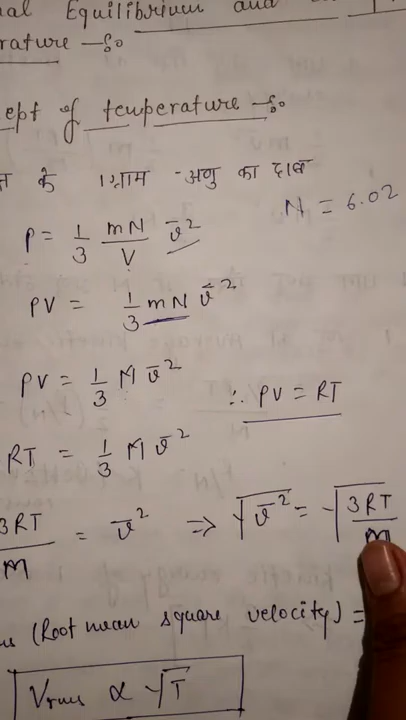 Equilibrium and
rature :-
ept of temperature :-
के 1 ग्राम - अणु का दाब
N = 6.02
P = 1/3 mN/V v̄²
PV = 1/3 mN v̄²
PV = 1/3 M v̄²
∴ PV = RT
RT = 1/3 M v̄²
3RT/M = v̄² ⇒ √v̄² = √3RT/M
(Root mean square velocity) =
Vrms ∝ √T